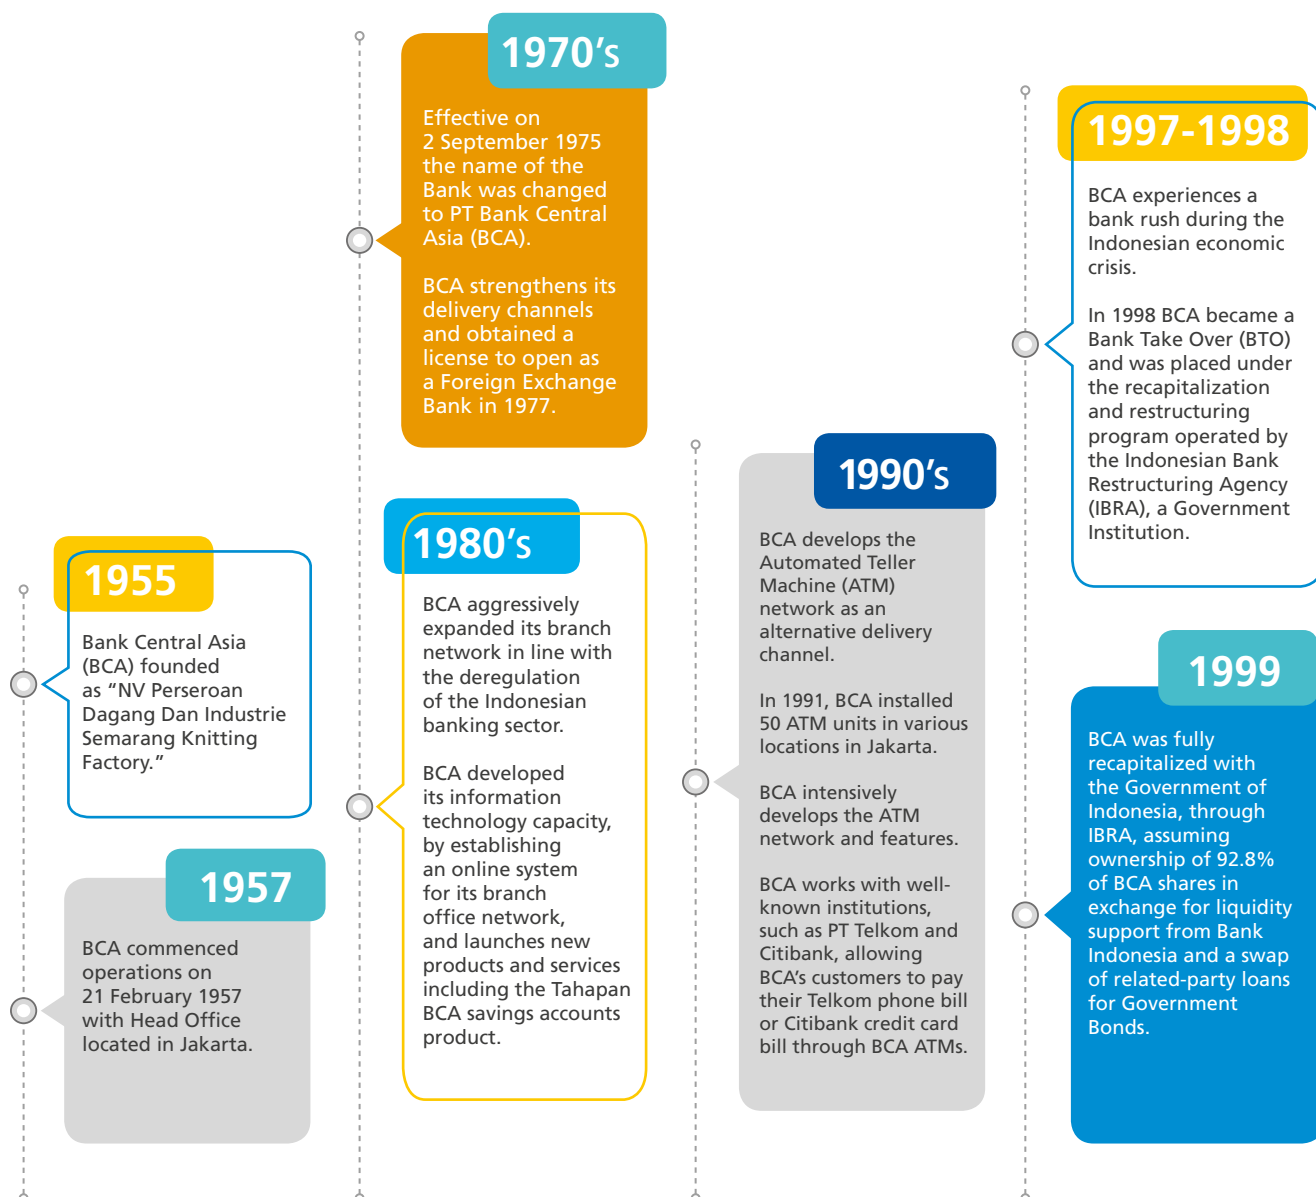 1955
Bank Central Asia
(BCA) founded
as “NV Perseroan
Dagang Dan Industrie
Semarang Knitting
Factory.”
1957
BCA commenced
operations on
21 February 1957
with Head Office
located in Jakarta.
1970’s
Effective on
2 September 1975
the name of the
Bank was changed
to PT Bank Central
Asia (BCA).
BCA strengthens its
delivery channels
and obtained a
license to open as
a Foreign Exchange
Bank in 1977.
1980’s
BCA aggressively
expanded its branch
network in line with
the deregulation
of the Indonesian
banking sector.
BCA developed
its information
technology capacity,
by establishing
an online system
for its branch
office network,
and launches new
products and services
including the Tahapan
BCA savings accounts
product.
1990’s
BCA develops the
Automated Teller
Machine (ATM)
network as an
alternative delivery
channel.
In 1991, BCA installed
50 ATM units in various
locations in Jakarta.
BCA intensively
develops the ATM
network and features.
BCA works with well-
known institutions,
such as PT Telkom and
Citibank, allowing
BCA’s customers to pay
their Telkom phone bill
or Citibank credit card
bill through BCA ATMs.
1997-1998
BCA experiences a
bank rush during the
Indonesian economic
crisis.
In 1998 BCA became a
Bank Take Over (BTO)
and was placed under
the recapitalization
and restructuring
program operated by
the Indonesian Bank
Restructuring Agency
(IBRA), a Government
Institution.
1999
BCA was fully
recapitalized with
the Government of
Indonesia, through
IBRA, assuming
ownership of 92.8%
of BCA shares in
exchange for liquidity
support from Bank
Indonesia and a swap
of related-party loans
for Government
Bonds.